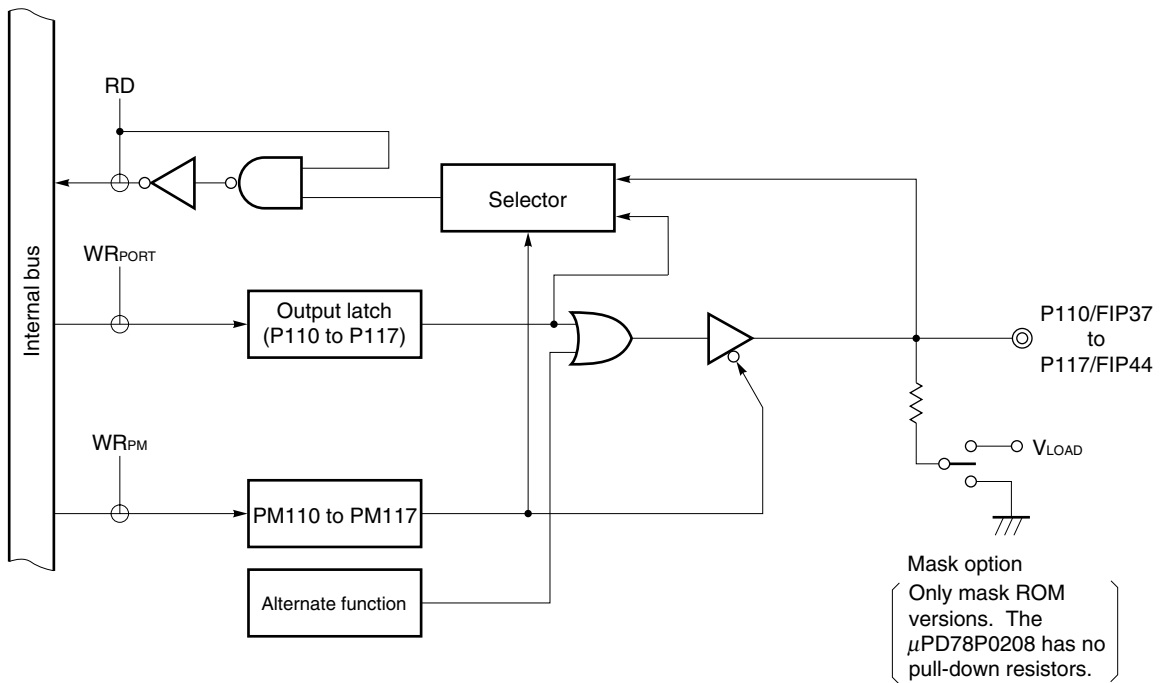 RD
Selector
WRPORT
Internal bus
Output latch
(P110 to P117)
P110/FIP37
to
P117/FIP44
WRPM
VLOAD
PM110 to PM117
Alternate function
Mask option
Only mask ROM
versions. The
μPD78P0208 has no
pull-down resistors.